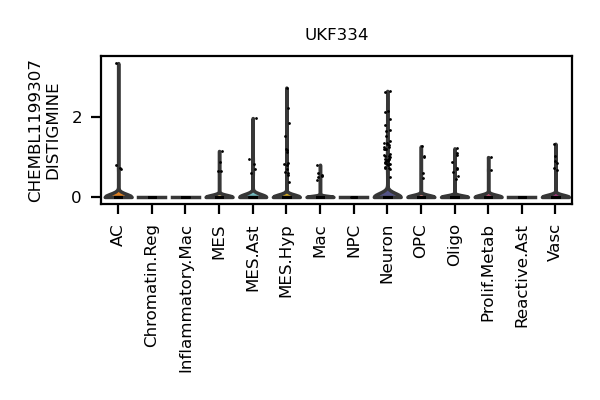 UKF334
CHEMBL1199307
DISTIGMINE
2
0
AC
Chromatin.Reg
Inflammatory.Mac
MES
MES.Ast
MES.Hyp
Mac
NPC
Neuron
OPC
Oligo
Prolif.Metab
Reactive.Ast
Vasc